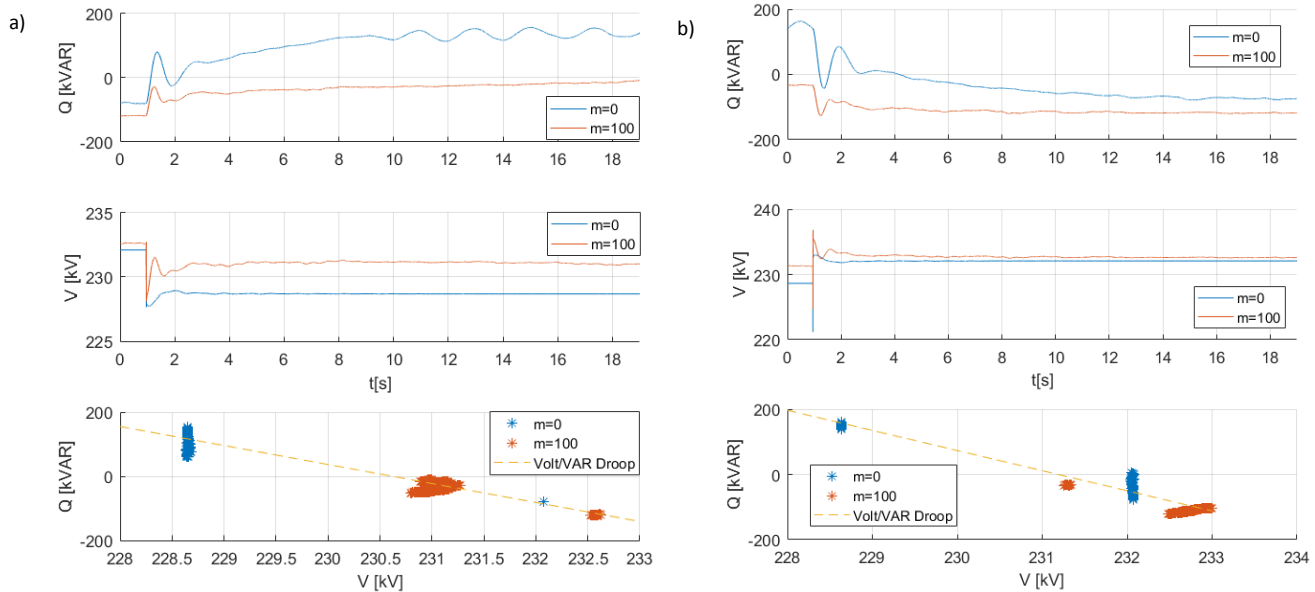 a)
Q [kVAR]
200
0
-200
0 2 4 6 8 10 12 14 16 18
m=0
m=100
V [kV]
235
230
225
0 2 4 6 8 10 12 14 16 18
t[s]
m=0
m=100
Q [kVAR]
200
0
-200
228 228.5 229 229.5 230 230.5 231 231.5 232 232.5 233
V [kV]
m=0
m=100
Volt/VAR Droop
b)
Q [kVAR]
200
0
-200
0 2 4 6 8 10 12 14 16 18
m=0
m=100
V [kV]
240
230
220
0 2 4 6 8 10 12 14 16 18
t[s]
m=0
m=100
Q [kVAR]
200
0
-200
228 229 230 231 232 233 234
V [kV]
m=0
m=100
Volt/VAR Droop